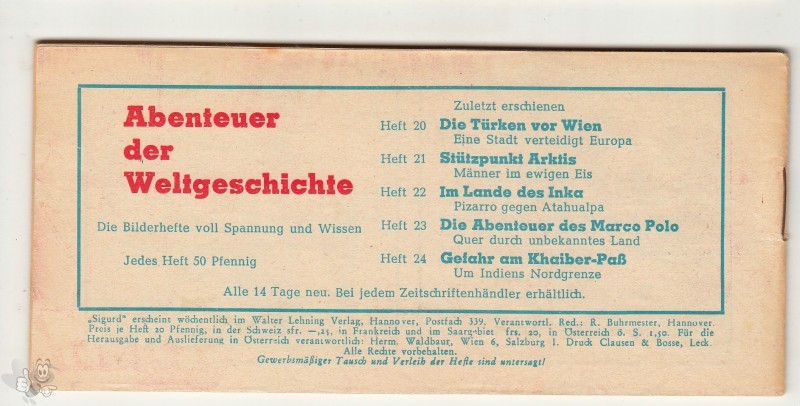 Abenteuer
der
Weltgeschichte
Die Bilderhefte voll Spannung und Wissen
Jedes Heft 50 Pfennig
Zuletzt erschienen
Heft 20 Die Türken vor Wien
Eine Stadt verteidigt Europa
Heft 21 Stützpunkt Arktis
Männer im ewigen Eis
Heft 22 Im Lande des Inka
Pizarro gegen Atahualpa
Heft 23 Die Abenteuer des Marco Polo
Quer durch unbekanntes Land
Heft 24 Gefahr am Khaiber-Paß
Um Indiens Nordgrenze
Alle 14 Tage neu. Bei jedem Zeitschriftenhändler erhältlich.
„Sigurd" erscheint wöchentlich im Walter Lehning Verlag, Hannover, Postfach 339. Verantwortl. Red.: R. Buhrmester, Hannover.
Preis je Heft 20 Pfennig, in der Schweiz sfr. —,25, in Frankreich und im Saargebiet frs. 20, in Österreich ö. S. 1,50. Für die
Herausgabe und Auslieferung in Österreich verantwortlich: Herm. Waldbaur, Wien 6, Salzburg 1. Druck Clausen & Bosse, Leck.
Alle Rechte vorbehalten.
Gewerbsmäßiger Tausch und Verleih der Hefte sind untersagt!